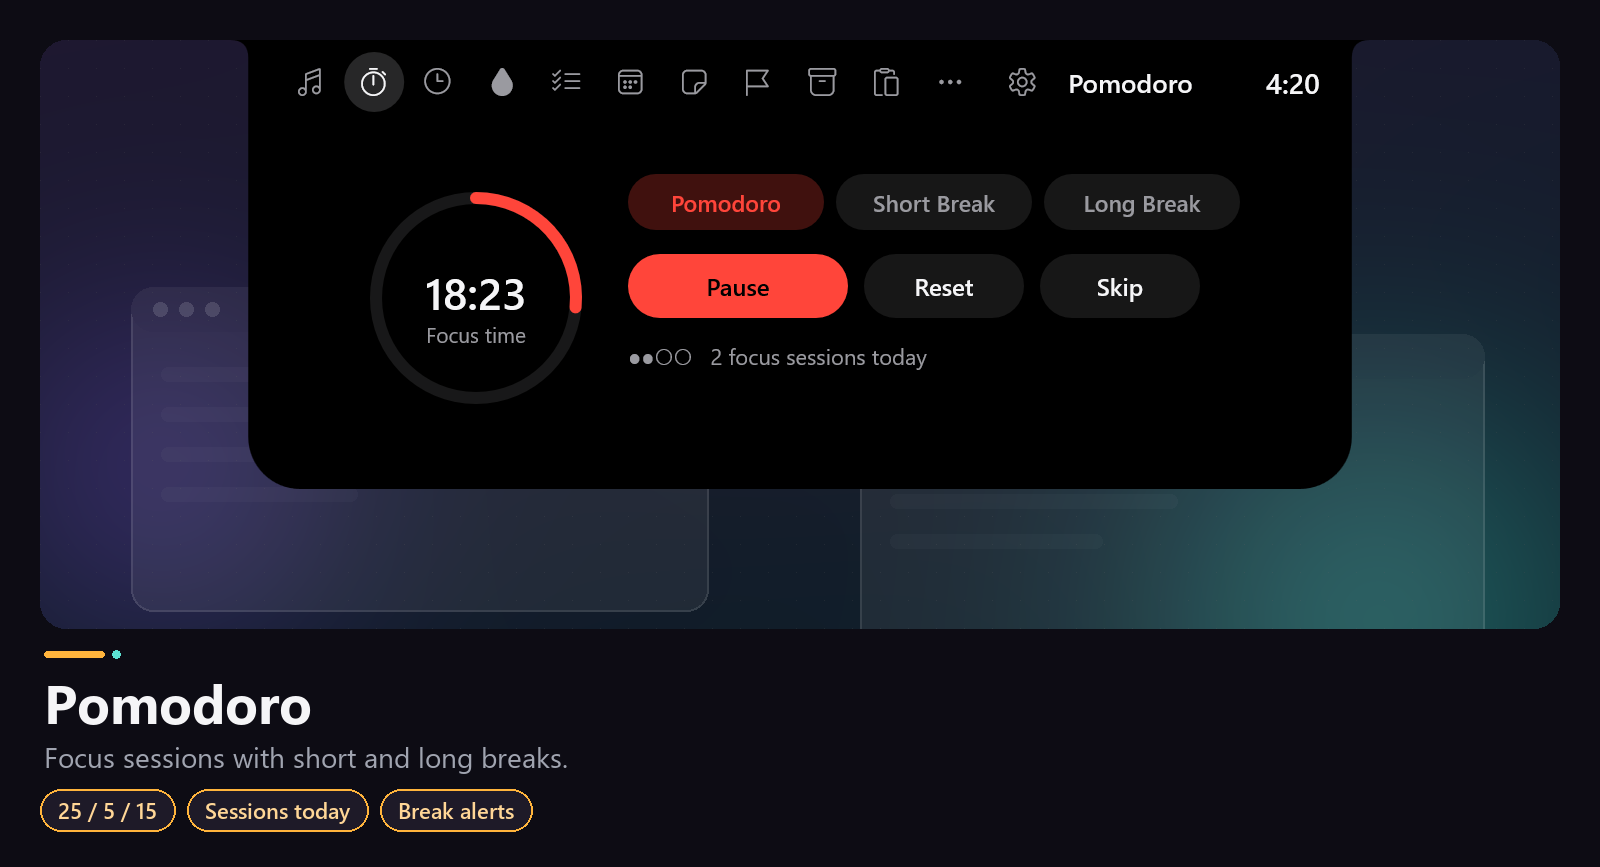 Pomodoro 4:20
Pomodoro Short Break Long Break
18:23
Focus time
Pause Reset Skip
2 focus sessions today
Pomodoro
Focus sessions with short and long breaks.
25 / 5 / 15 Sessions today Break alerts